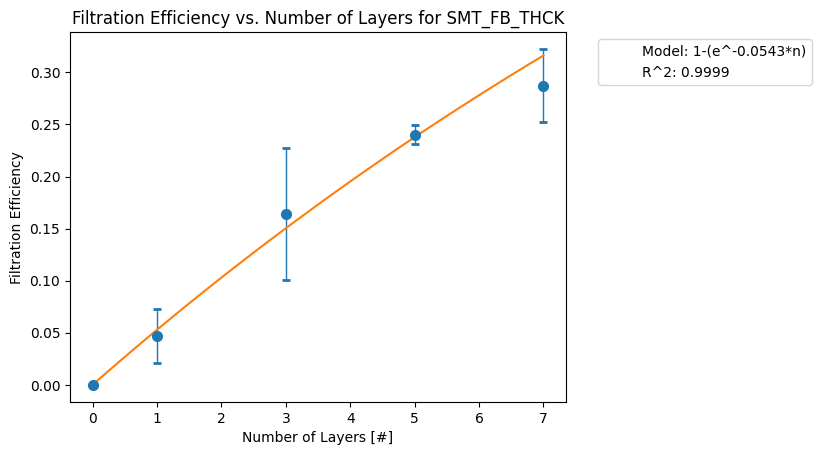 Filtration Efficiency vs. Number of Layers for SMT_FB_THCK
Model: 1-(e^-0.0543*n)
R^2: 0.9999
Filtration Efficiency
0.30
0.25
0.20
0.15
0.10
0.05
0.00
0 1 2 3 4 5 6 7
Number of Layers [#]